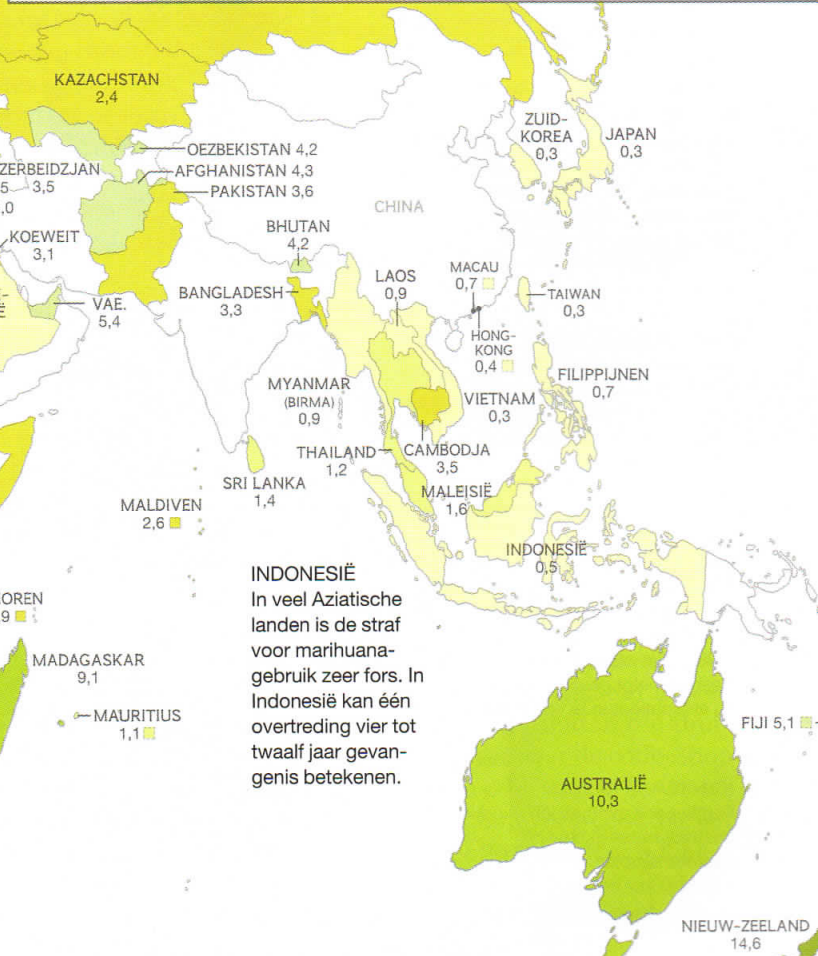 KAZACHSTAN
2,4
OEZBEKISTAN 4,2
AFGHANISTAN 4,3
PAKISTAN 3,6
ZERBEIDZJAN
5 3,5
,0
KOEWEIT
3,1
VAE.
5,4
BHUTAN
4,2
BANGLADESH
3,3
CHINA
ZUID-
KOREA
0,3
JAPAN
0,3
LAOS
0,9
MACAU
0,7
TAIWAN
0,3
HONG-
KONG
0,4
MYANMAR
(BIRMA)
0,9
VIETNAM
0,3
FILIPPIJNEN
0,7
THAILAND
1,2
CAMBODJA
3,5
SRI LANKA
1,4
MALEISIË
1,6
MALDIVEN
2,6
INDONESIË
0,5
INDONESIË
In veel Aziatische
landen is de straf
voor marihuana-
gebruik zeer fors. In
Indonesië kan één
overtreding vier tot
twaalf jaar gevan-
genis betekenen.
OREN
9
MADAGASKAR
9,1
MAURITIUS
1,1
FIJI 5,1
AUSTRALIË
10,3
NIEUW-ZEELAND
14,6